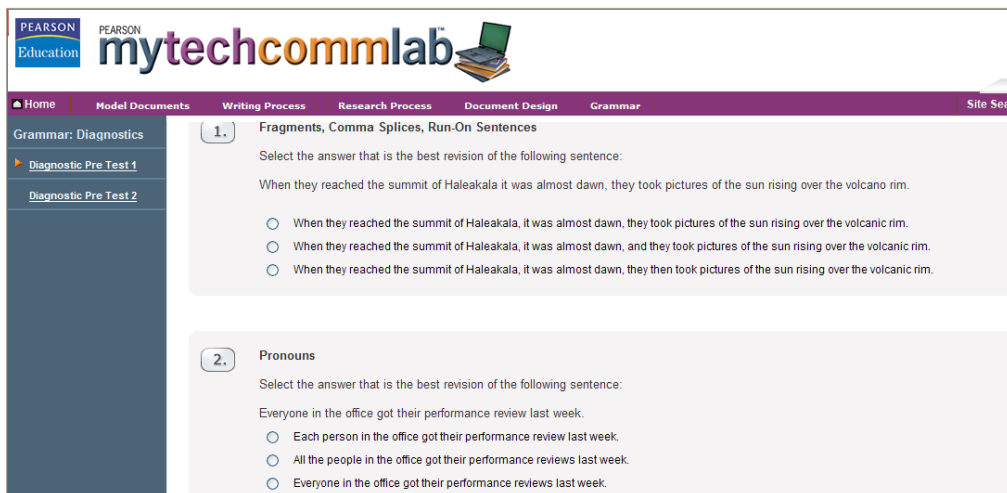 PEARSON
Education
PEARSON
mytechcommlab™
Home Model Documents Writing Process Research Process Document Design Grammar Site Sea
Grammar: Diagnostics
Diagnostic Pre Test 1
Diagnostic Pre Test 2
1. Fragments, Comma Splices, Run-On Sentences
Select the answer that is the best revision of the following sentence:
When they reached the summit of Haleakala it was almost dawn, they took pictures of the sun rising over the volcano rim.
When they reached the summit of Haleakala, it was almost dawn, they took pictures of the sun rising over the volcanic rim.
When they reached the summit of Haleakala, it was almost dawn, and they took pictures of the sun rising over the volcanic rim.
When they reached the summit of Haleakala, it was almost dawn, they then took pictures of the sun rising over the volcanic rim.
2. Pronouns
Select the answer that is the best revision of the following sentence:
Everyone in the office got their performance review last week.
Each person in the office got their performance review last week.
All the people in the office got their performance reviews last week.
Everyone in the office got their performance reviews last week.